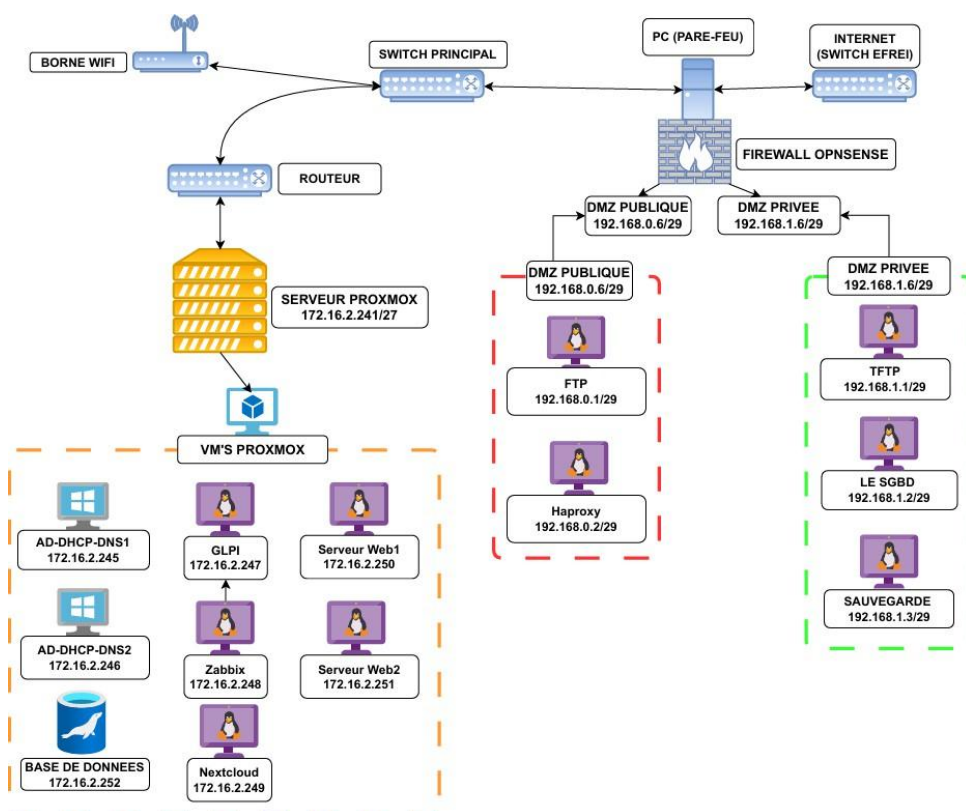 BORNE WIFI
SWITCH PRINCIPAL
PC (PARE-FEU)
INTERNET
(SWITCH EFREI)
ROUTEUR
FIREWALL OPNSENSE
DMZ PUBLIQUE
192.168.0.6/29
DMZ PRIVEE
192.168.1.6/29
SERVEUR PROXMOX
172.16.2.241/27
DMZ PUBLIQUE
192.168.0.6/29
DMZ PRIVEE
192.168.1.6/29
FTP
192.168.0.1/29
TFTP
192.168.1.1/29
VM'S PROXMOX
Haproxy
192.168.0.2/29
LE SGBD
192.168.1.2/29
SAUVEGARDE
192.168.1.3/29
AD-DHCP-DNS1
172.16.2.245
GLPI
172.16.2.247
Serveur Web1
172.16.2.250
AD-DHCP-DNS2
172.16.2.246
Zabbix
172.16.2.248
Serveur Web2
172.16.2.251
BASE DE DONNEES
172.16.2.252
Nextcloud
172.16.2.249